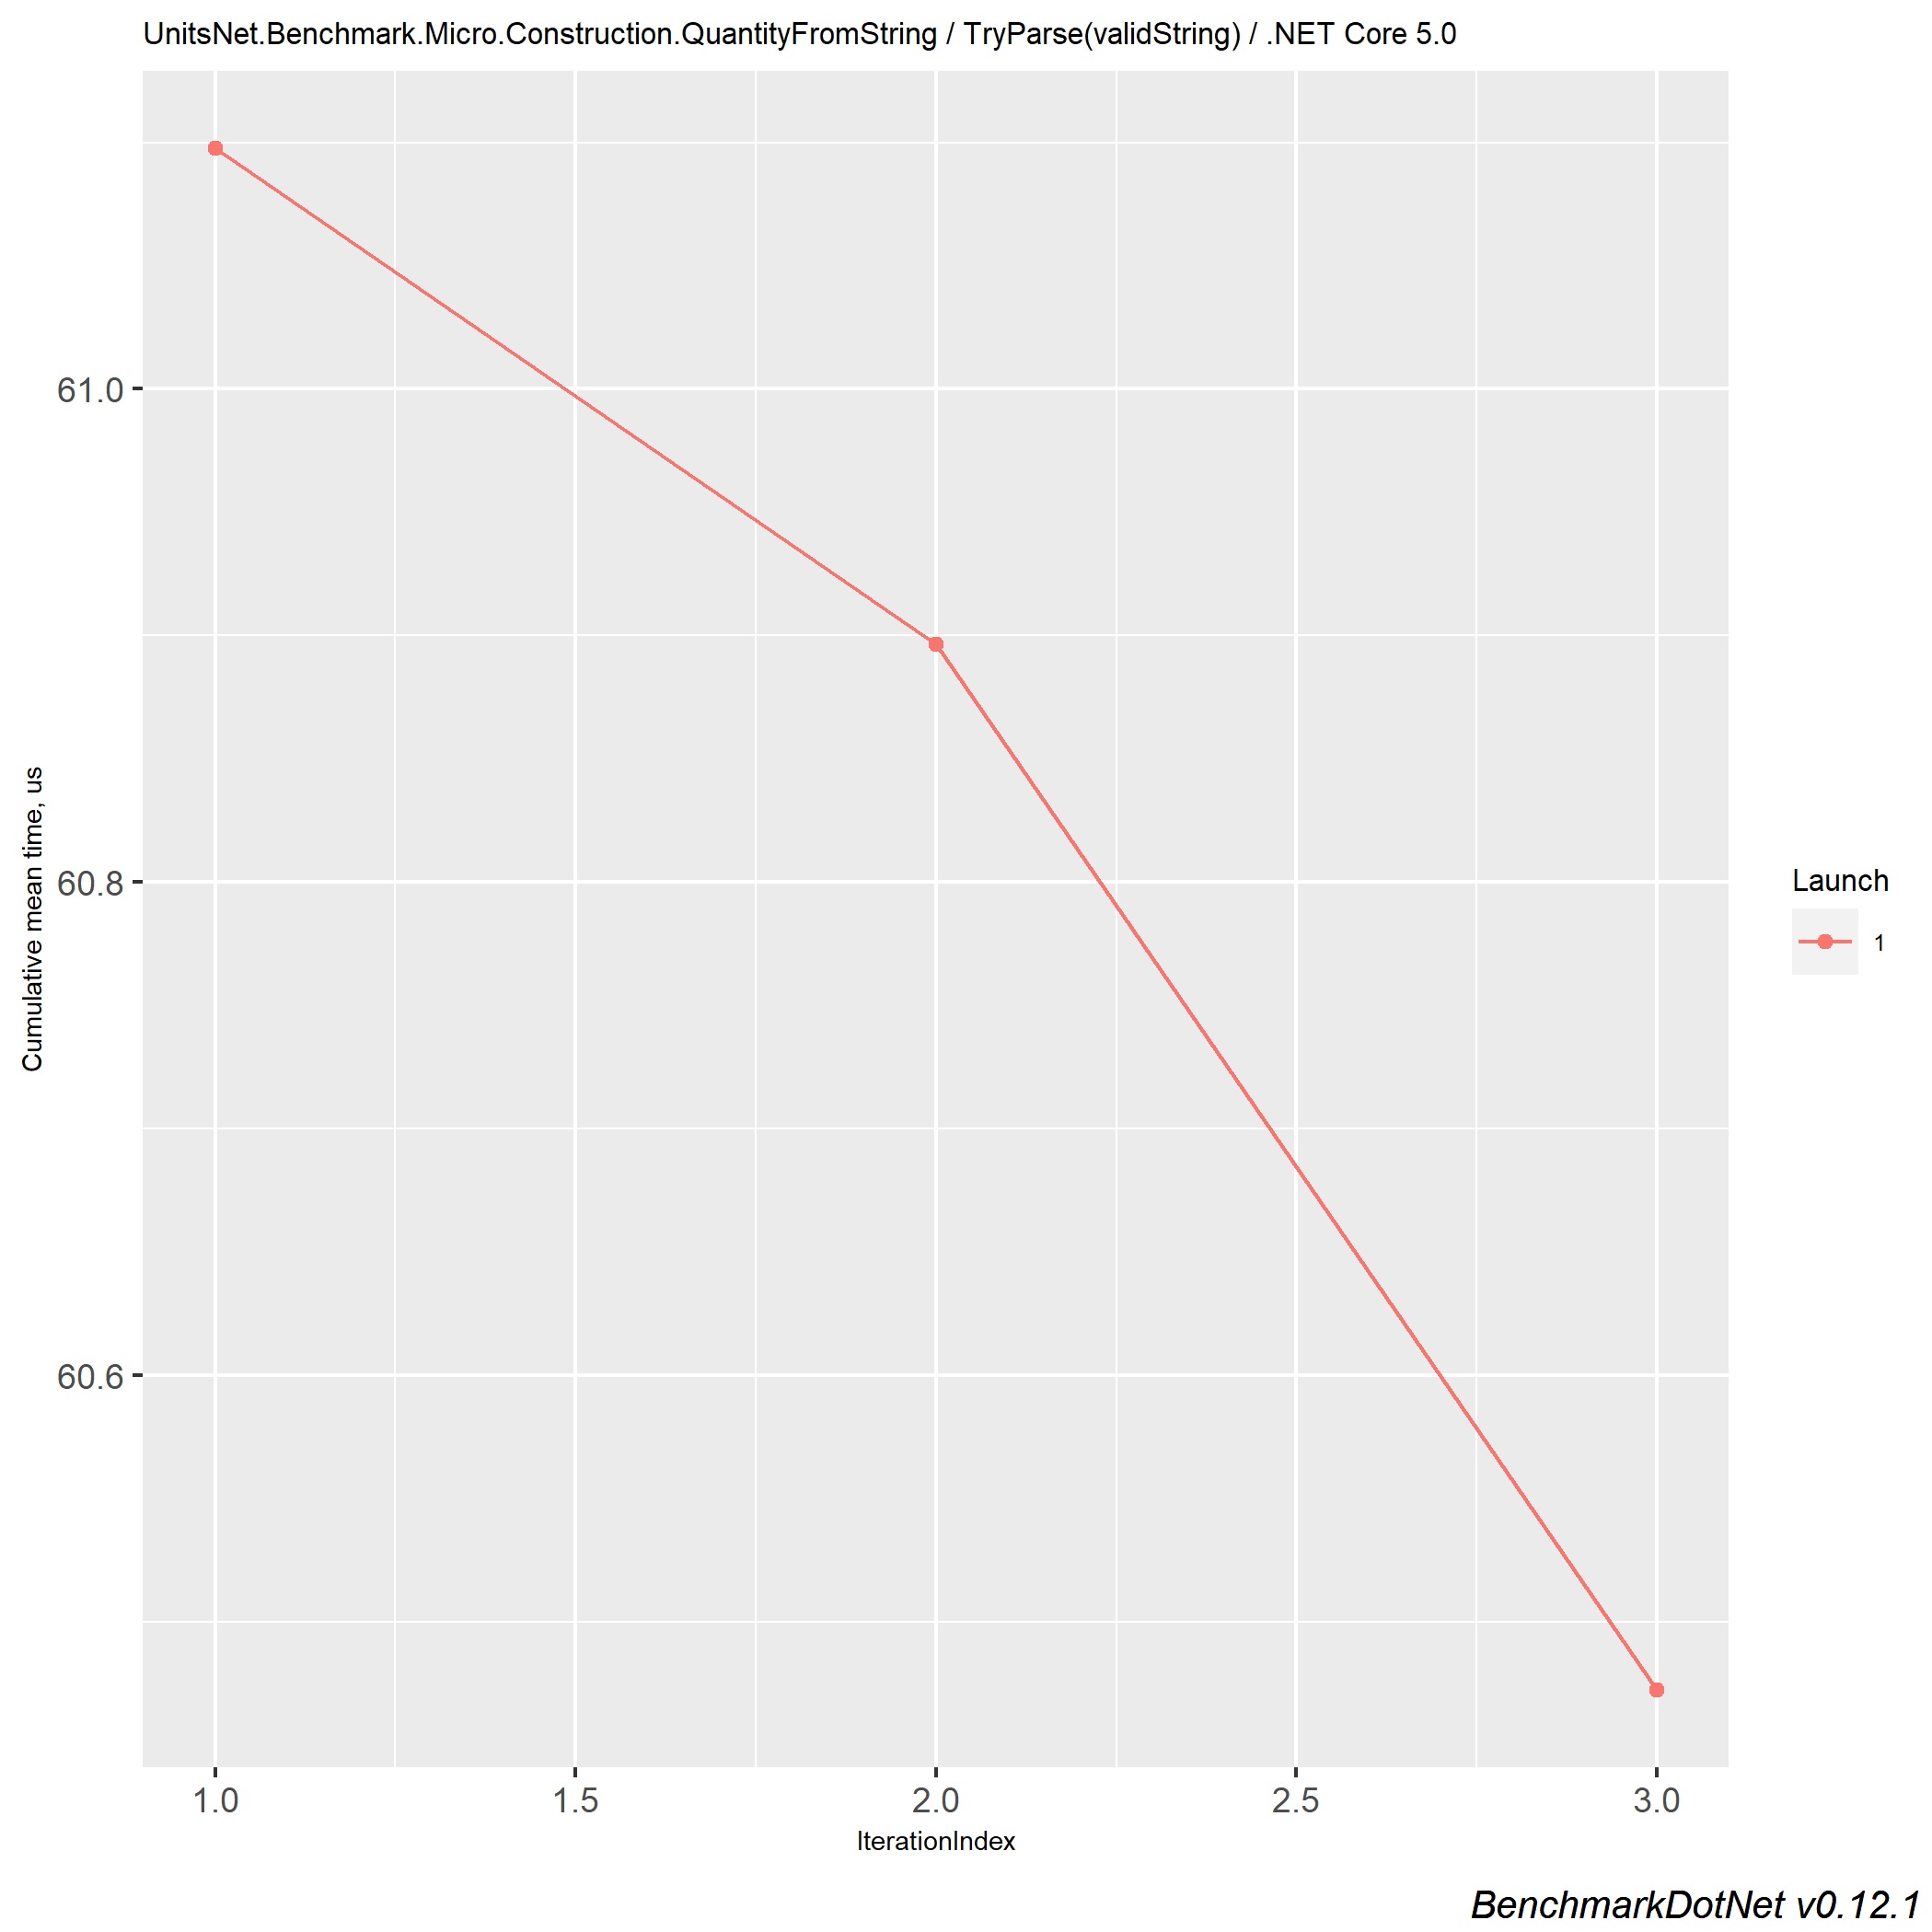 UnitsNet.Benchmark.Micro.Construction.QuantityFromString / TryParse(validString) / .NET Core 5.0
61.0
60.8
60.6
Cumulative mean time, us
1.0 1.5 2.0 2.5 3.0
IterationIndex
Launch
1
BenchmarkDotNet v0.12.1